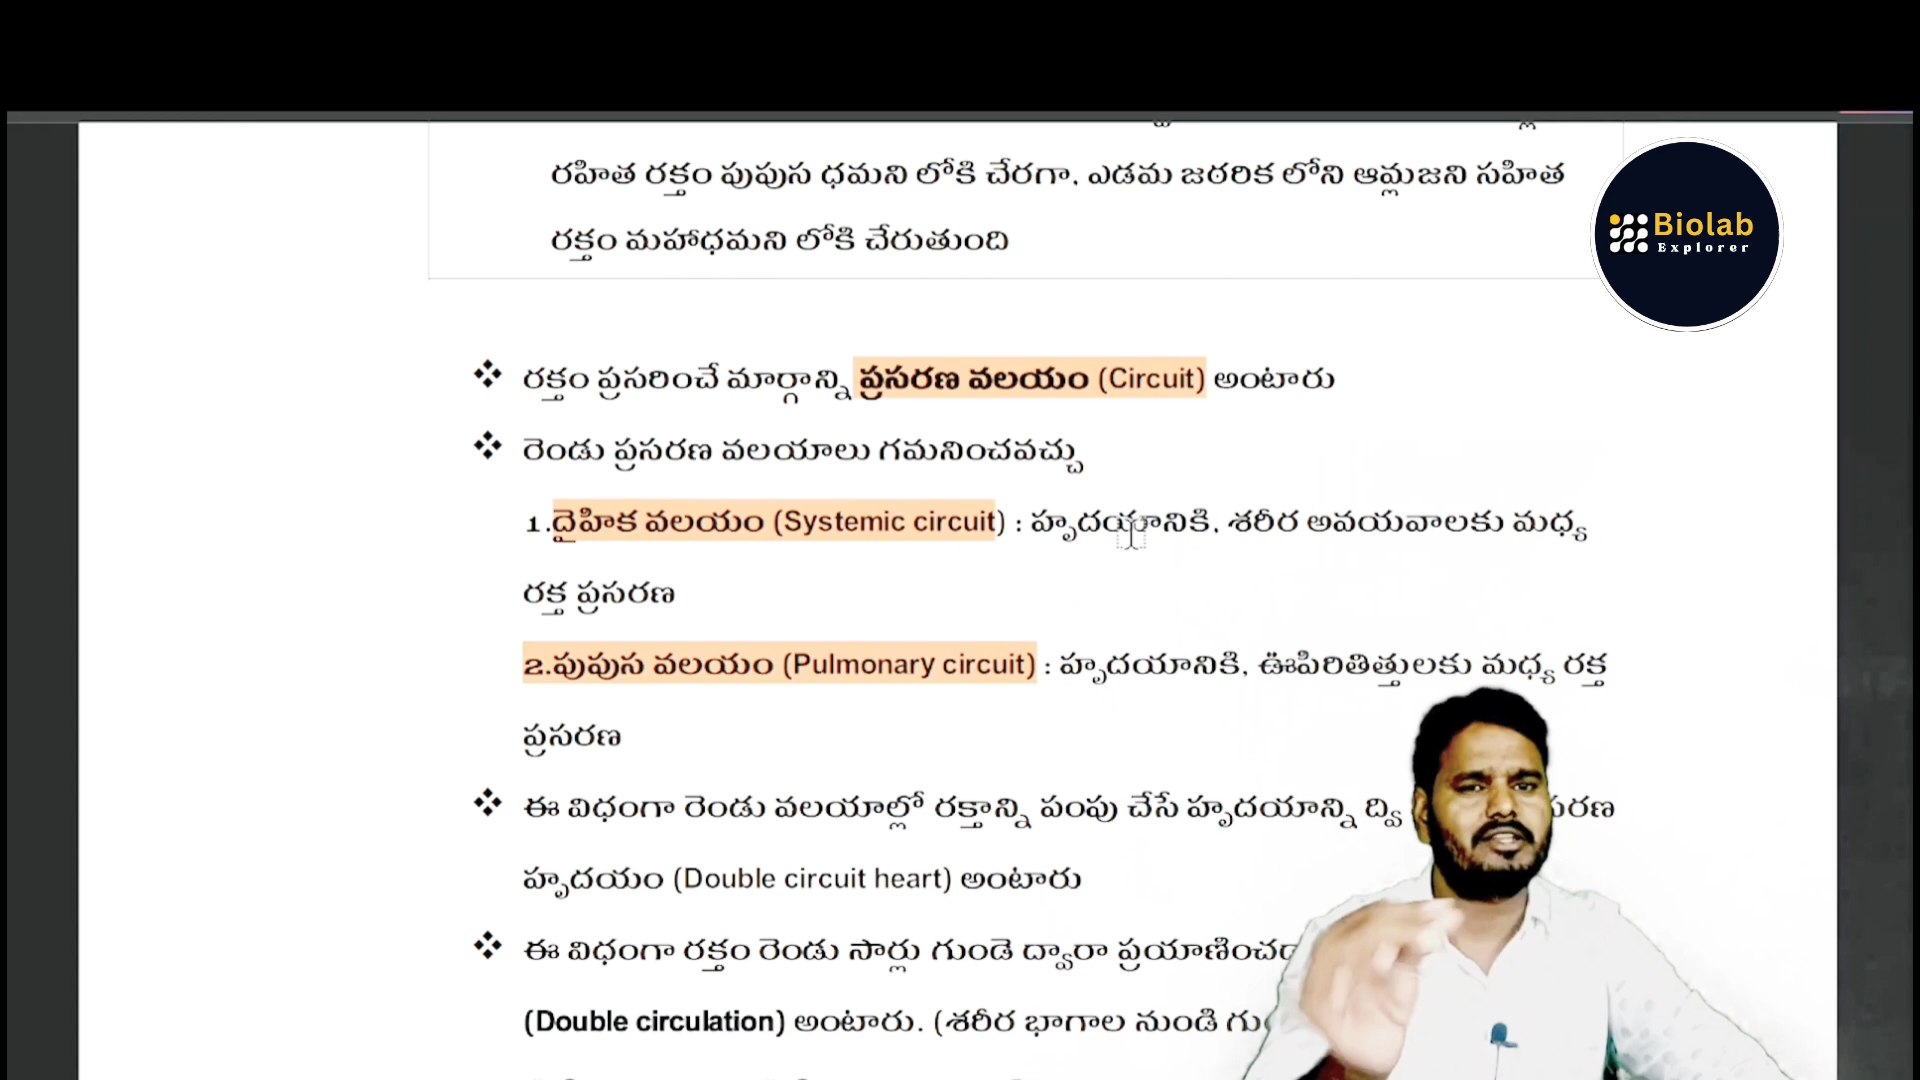 రహిత రక్తం పుపుస ధమని లోకి చేరగా, ఎడమ జఠరిక లోని ఆమ్లజని సహిత
రక్తం మహాధమని లోకి చేరుతుంది
Biolab
Explorer
❖ రక్తం ప్రసరించే మార్గాన్ని ప్రసరణ వలయం (Circuit) అంటారు
❖ రెండు ప్రసరణ వలయాలు గమనించవచ్చు
1.దైహిక వలయం (Systemic circuit) : హృదయానికి, శరీర అవయవాలకు మధ్య
రక్త ప్రసరణ
2.పుపుస వలయం (Pulmonary circuit) : హృదయానికి, ఊపిరితిత్తులకు మధ్య రక్త
ప్రసరణ
❖ ఈ విధంగా రెండు వలయాల్లో రక్తాన్ని పంపు చేసే హృదయాన్ని ద్వి
హృదయం (Double circuit heart) అంటారు
❖ ఈ విధంగా రక్తం రెండు సార్లు గుండె ద్వారా
(Double circulation) అంటారు. (శరీర భాగాల నుండి